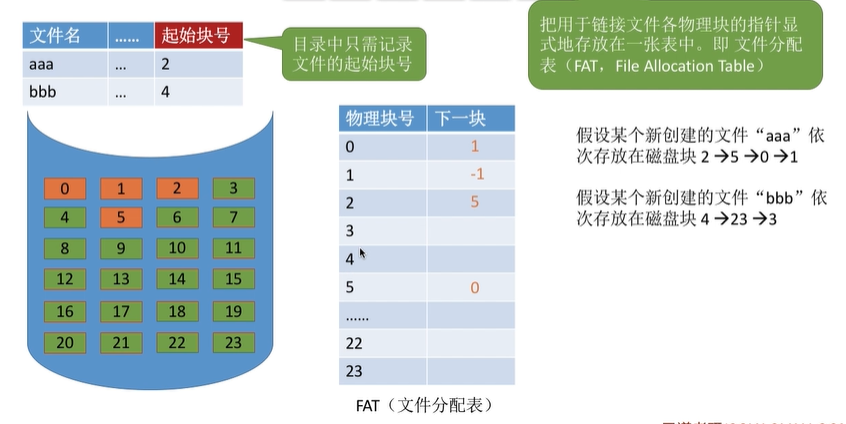 文件名 …… 起始块号
aaa … 2
bbb … 4
目录中只需记录
文件的起始块号
把用于链接文件各物理块的指针显
式地存放在一张表中。即 文件分配
表（FAT，File Allocation Table）
0 1 2 3
4 5 6 7
8 9 10 11
12 13 14 15
16 17 18 19
20 21 22 23
物理块号 下一块
0 1
1 -1
2 5
3
4
5 0
……
22
23
FAT（文件分配表）
假设某个新创建的文件“aaa”依
次存放在磁盘块 2→5→0→1
假设某个新创建的文件“bbb”依
次存放在磁盘块 4→23→3